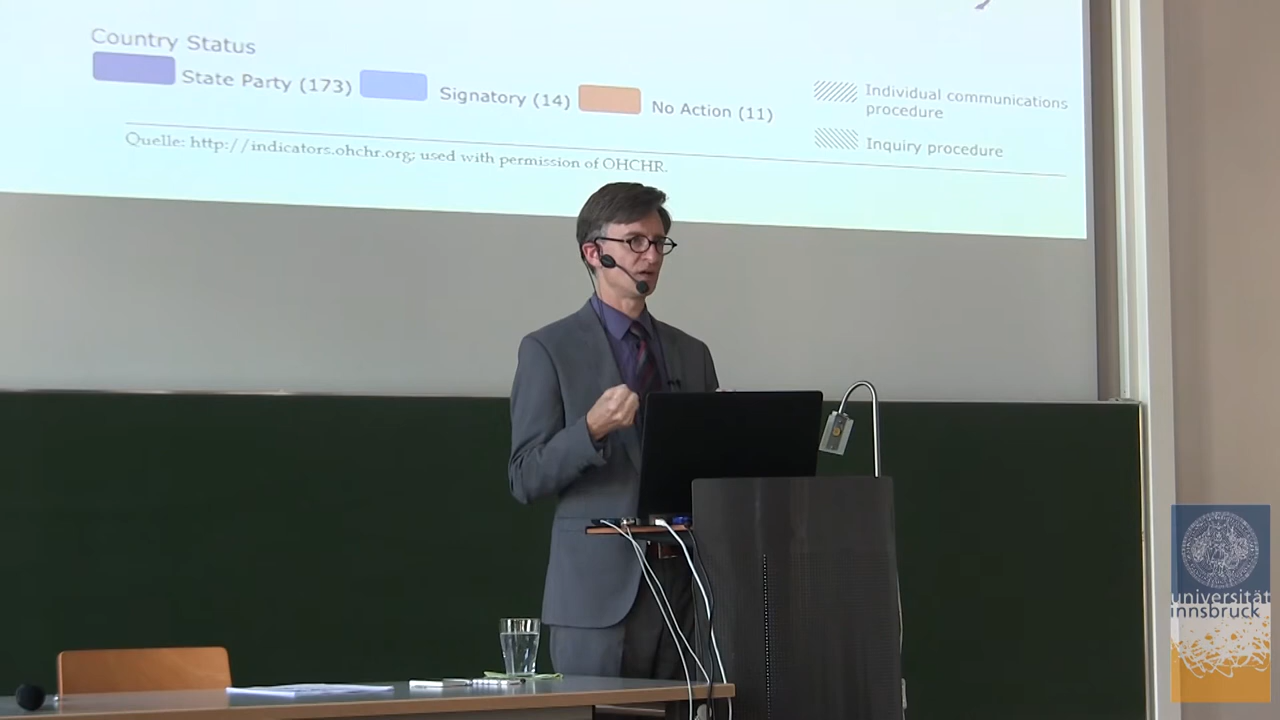 Country Status
State Party (173)
Signatory (14)
No Action (11)
Individual communications
procedure
Inquiry procedure
Quelle: http://indicators.ohchr.org; used with permission of OHCHR.
universität
innsbruck